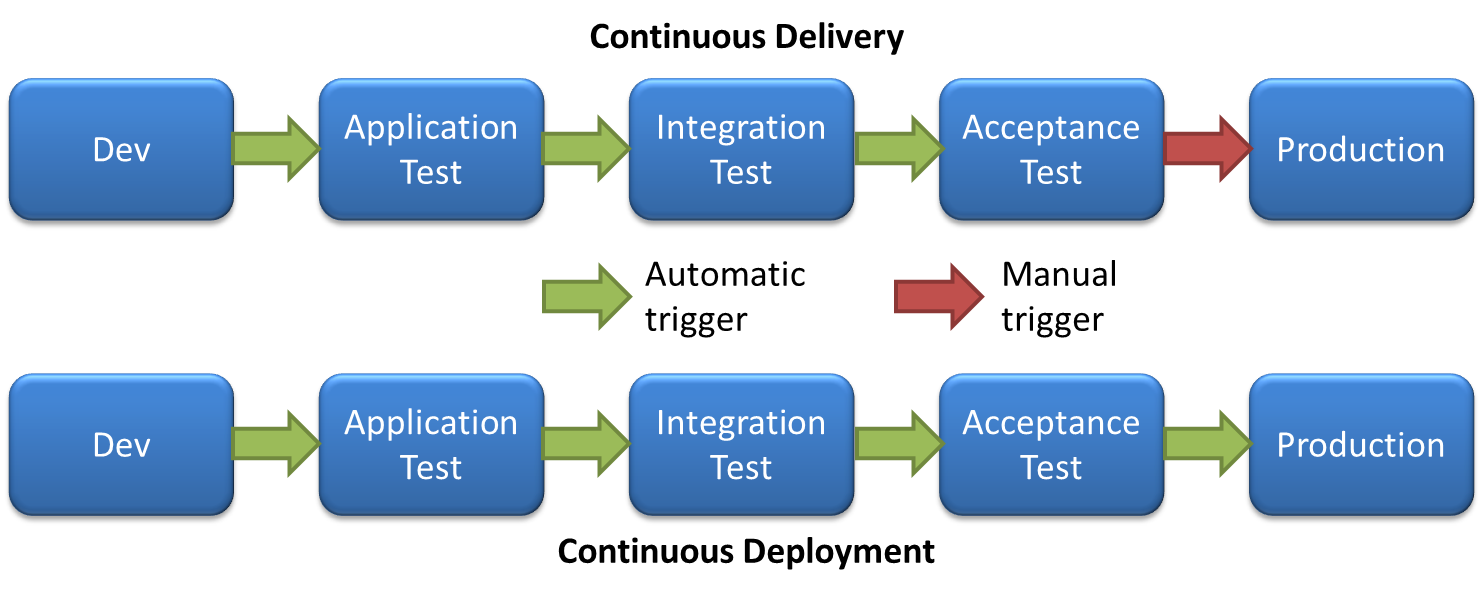 Continuous Delivery
Dev
Application
Test
Integration
Test
Acceptance
Test
Production
Automatic
trigger
Manual
trigger
Dev
Application
Test
Integration
Test
Acceptance
Test
Production
Continuous Deployment